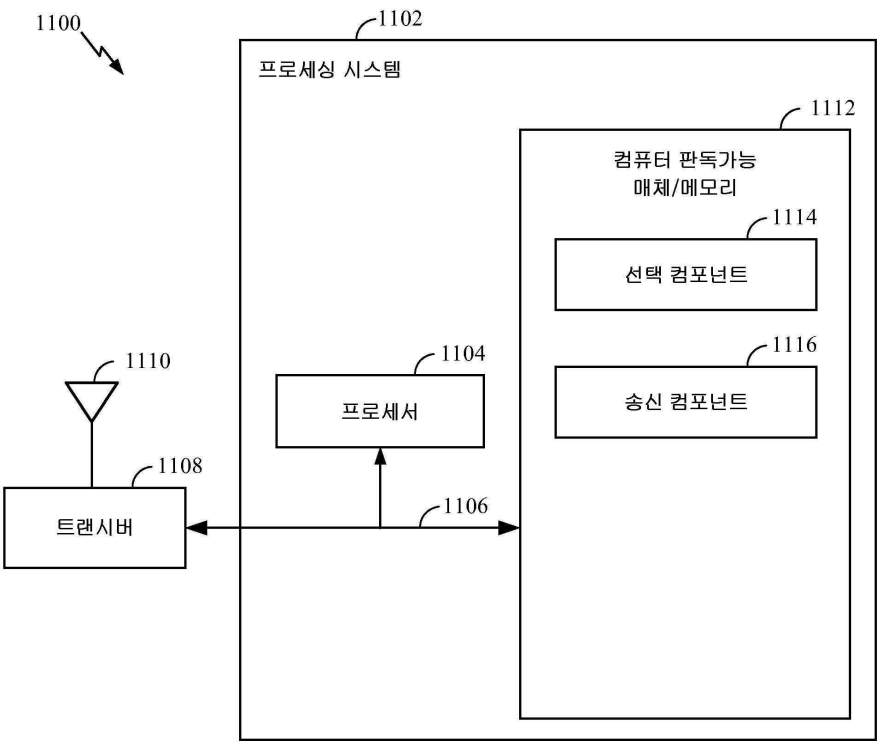 1100
1102
프로세싱 시스템
1112
컴퓨터 판독가능
매체/메모리
1114
선택 컴포넌트
1104
1116
1110
프로세서
송신 컴포넌트
1108
1106
트랜시버